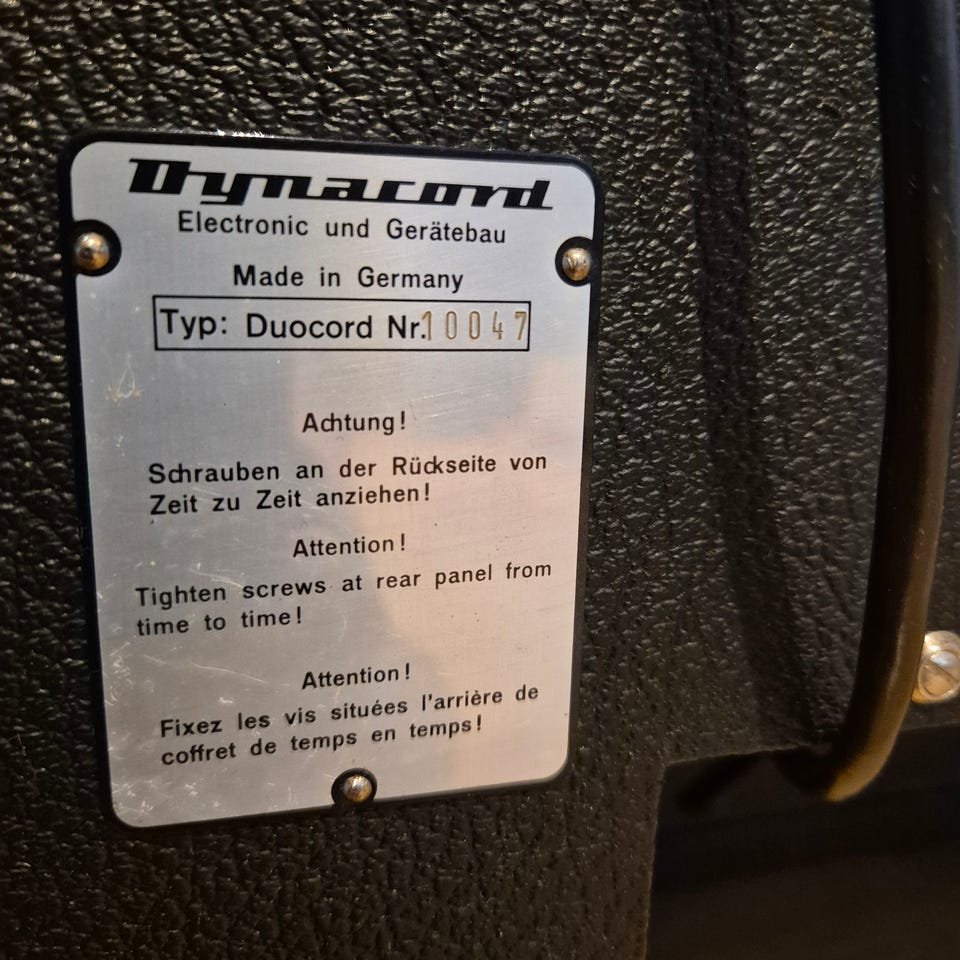 Dynacord
Electronic und Gerätebau
Made in Germany
Typ: Duocord Nr.10047
Achtung!
Schrauben an der Rückseite von
Zeit zu Zeit anziehen!
Attention!
Tighten screws at rear panel from
time to time!
Attention!
Fixez les vis situées l'arrière de
coffret de temps en temps!